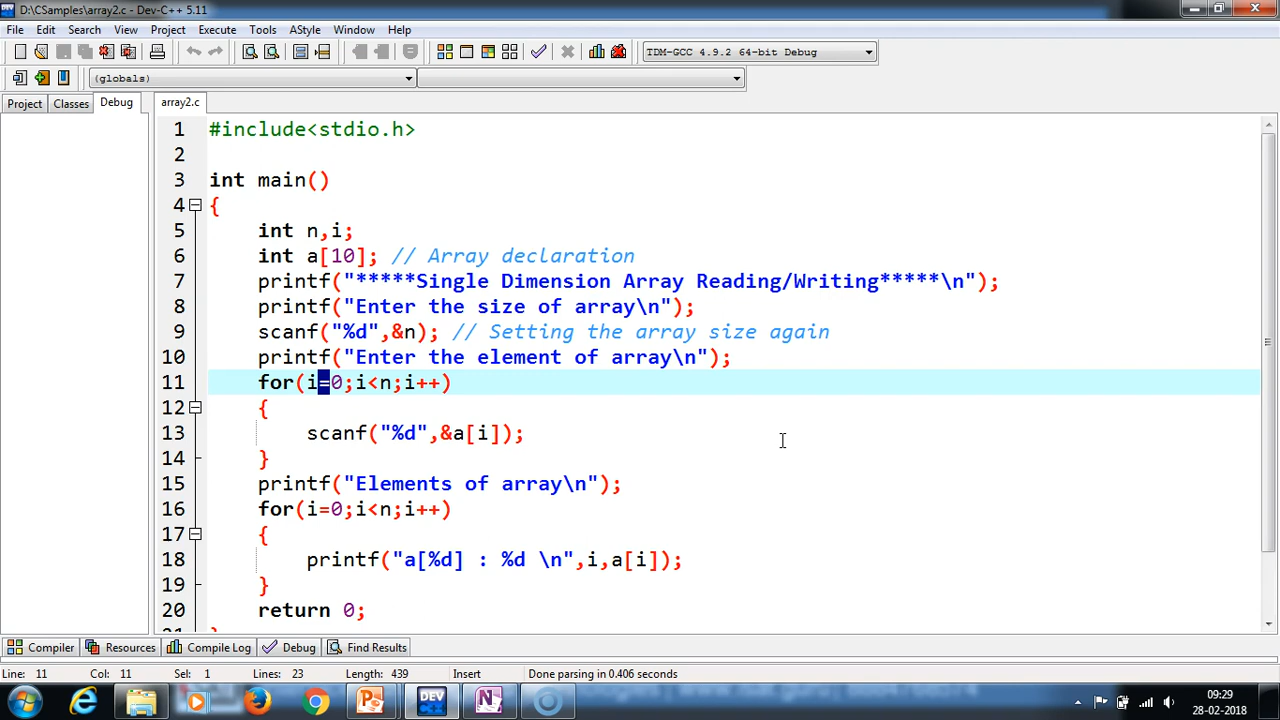 D:\CSamples\array2.c - Dev-C++ 5.11
File Edit Search View Project Execute Tools AStyle Window Help
TDM-GCC 4.9.2 64-bit Debug
(globals)
Project Classes Debug array2.c
1 #include<stdio.h>
2
3 int main()
4 {
5 int n,i;
6 int a[10]; // Array declaration
7 printf("*****Single Dimension Array Reading/Writing*****\n");
8 printf("Enter the size of array\n");
9 scanf("%d",&n); // Setting the array size again
10 printf("Enter the element of array\n");
11 for(i=0;i<n;i++)
12 {
13 scanf("%d",&a[i]);
14 }
15 printf("Elements of array\n");
16 for(i=0;i<n;i++)
17 {
18 printf("a[%d] : %d \n",i,a[i]);
19 }
20 return 0;
Compiler Resources Compile Log Debug Find Results
Line: 11 Col: 11 Sel: 1 Lines: 23 Length: 439 Insert Done parsing in 0.406 seconds
DEV
09:29
28-02-2018